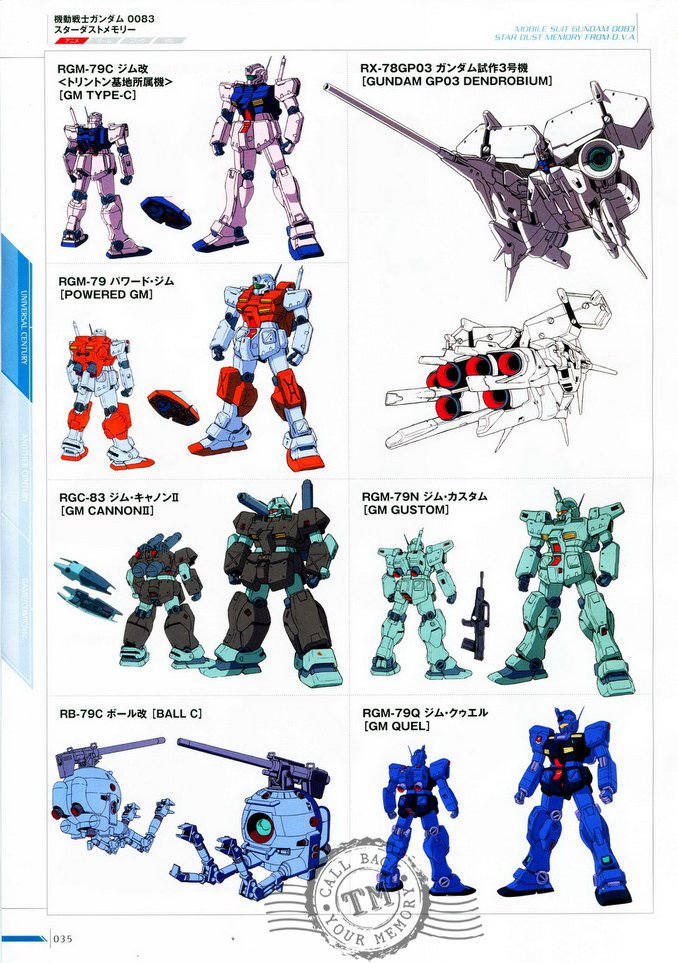 機動戦士ガンダム 0083
スターダストメモリー
アニメ
MOBILE SUIT GUNDAM 0083
STAR DUST MEMORY FROM O.V.A
RGM-79C ジム改
<トリントン基地所属機>
[GM TYPE-C]
RX-78GP03 ガンダム試作3号機
[GUNDAM GP03 DENDROBIUM]
RGM-79 パワード・ジム
[POWERED GM]
RGC-83 ジム・キャノンII
[GM CANNONII]
RGM-79N ジム・カスタム
[GM GUSTOM]
RB-79C ボール改 [BALL C]
RGM-79Q ジム・クゥエル
[GM QUEL]
UNIVERSAL CENTURY
ANOTHER CENTURY
GAME/COMIC/etc.
CALL BACK
TM
YOUR MEMORY
035